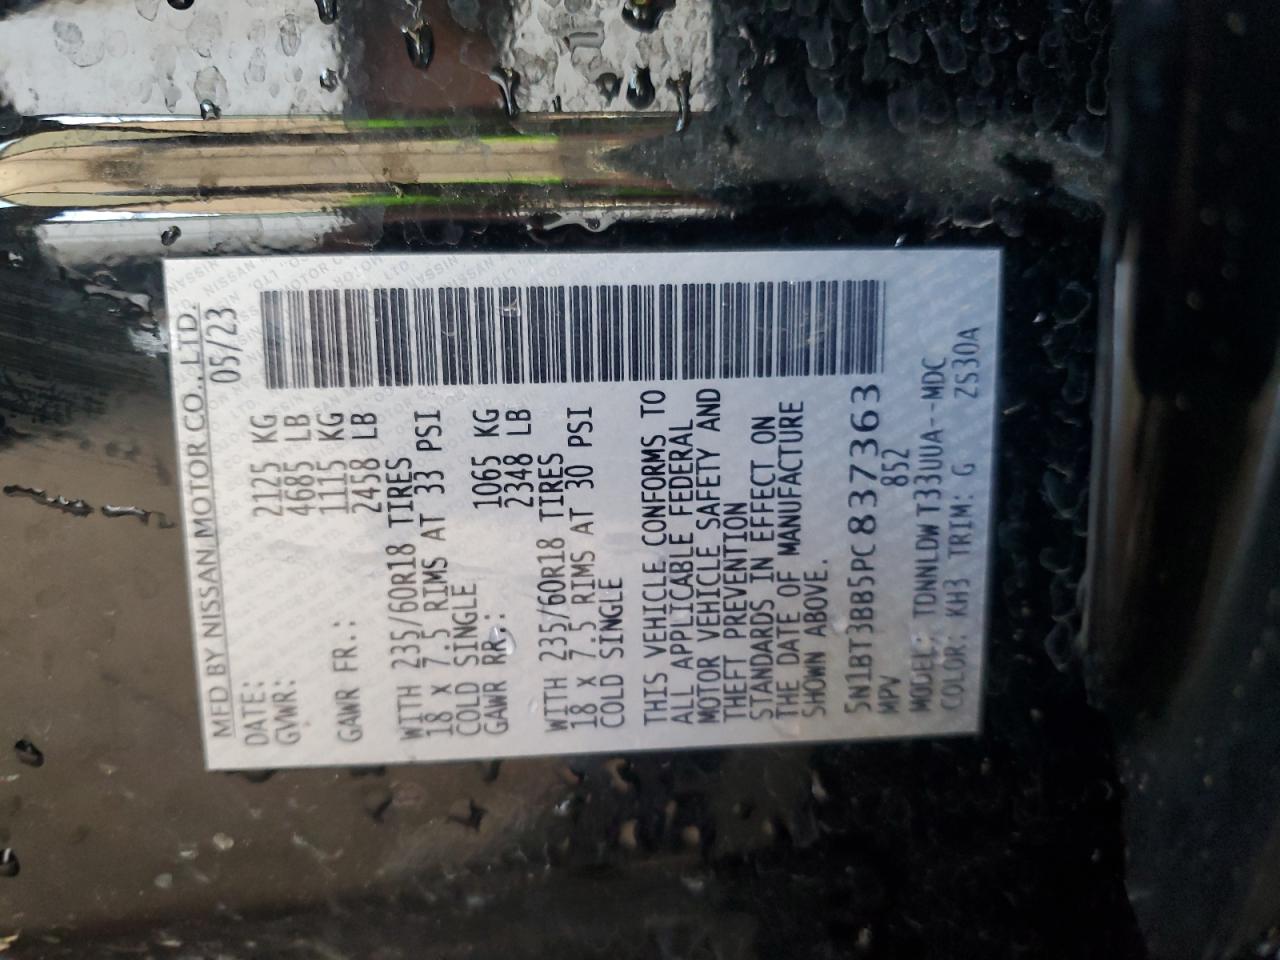 MFD BY NISSAN MOTOR CO., LTD.
DATE: 05/23
GVWR: 2125 KG
4685 LB
GAWR FR.: 1115 KG
2458 LB
WITH 235/60R18 TIRES
18 X 7.5 RIMS AT 33 PSI
COLD SINGLE
GAWR RR.: 1065 KG
2348 LB
WITH 235/60R18 TIRES
18 X 7.5 RIMS AT 30 PSI
COLD SINGLE
THIS VEHICLE CONFORMS TO
ALL APPLICABLE FEDERAL
MOTOR VEHICLE SAFETY AND
THEFT PREVENTION
STANDARDS IN EFFECT ON
THE DATE OF MANUFACTURE
SHOWN ABOVE.
5N1BT3BB5PC837363
MPV 852
MODEL: TDNNLDW T33UUA--MDC
COLOR: KH3 TRIM: G ZS30A